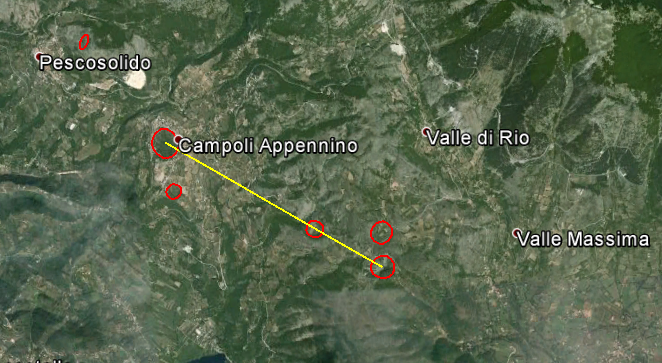 Pescosolido
Campoli Appennino
Valle di Rio
Valle Massima